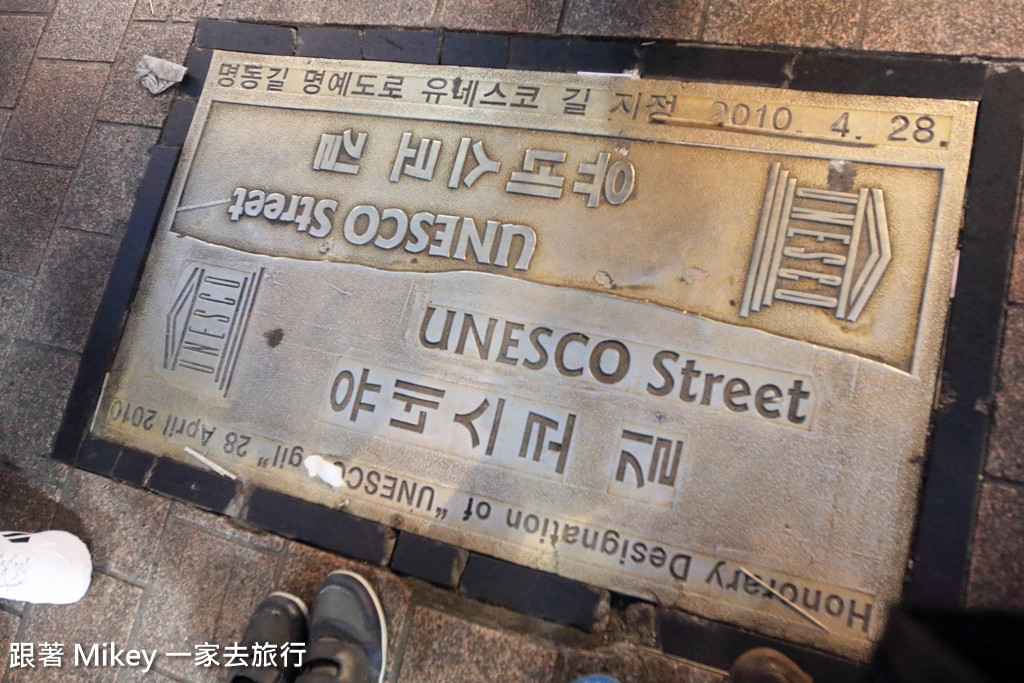 명동길 명예도로 유네스코 길 지정 2010. 4. 28.
유네스코 길
UNESCO Street
UNESCO
UNESCO
UNESCO Street
유네스코 길
Honorary Designation of "UNESCO gil" 28 April 2010
跟著 Mikey 一家去旅行